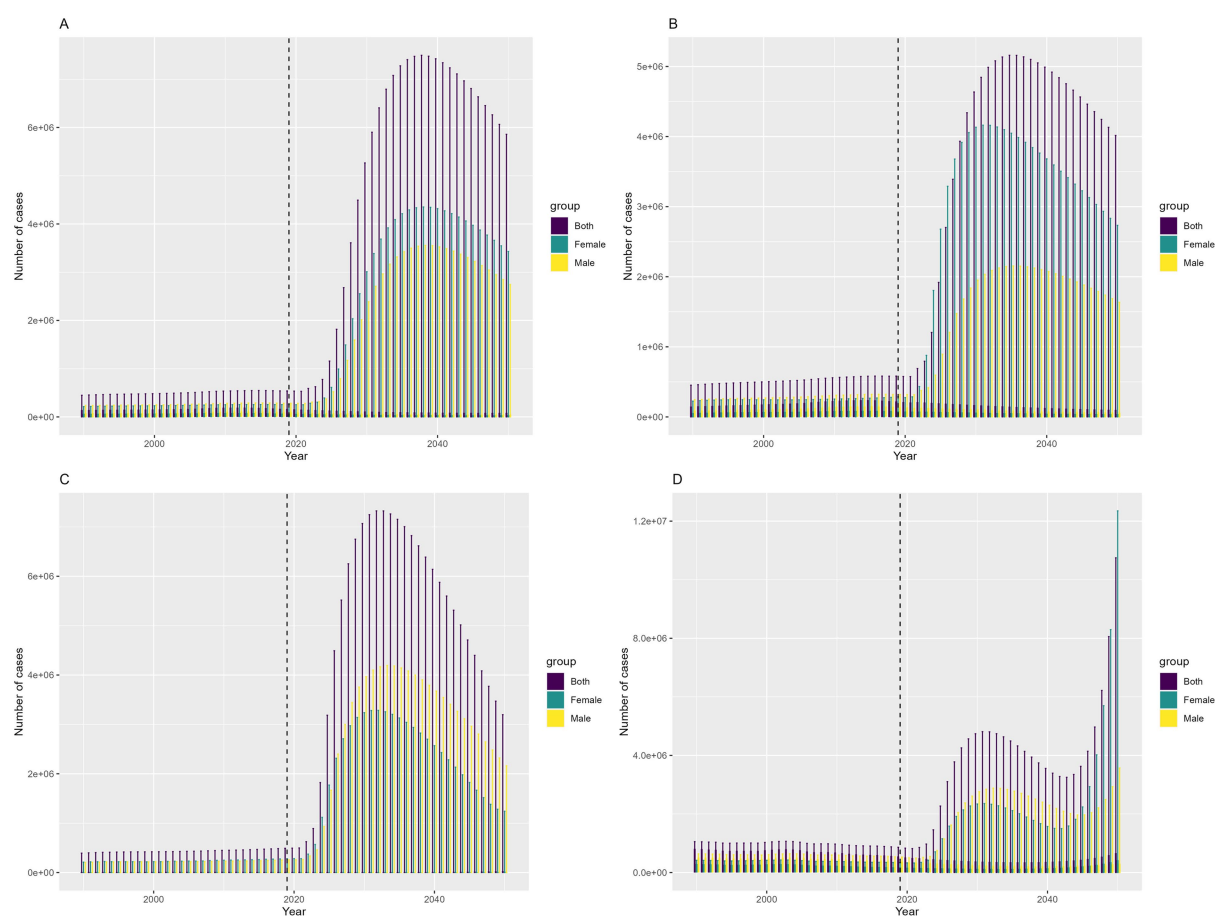 A
Number of cases
6e+06
4e+06
2e+06
0e+00
2000
2020
2040
Year
group
Both
Female
Male
B
Number of cases
5e+06
4e+06
3e+06
2e+06
1e+06
0e+00
2000
2020
2040
Year
group
Both
Female
Male
C
Number of cases
6e+06
4e+06
2e+06
0e+00
2000
2020
2040
Year
group
Both
Female
Male
D
Number of cases
1.2e+07
8.0e+06
4.0e+06
0.0e+00
2000
2020
2040
Year
group
Both
Female
Male